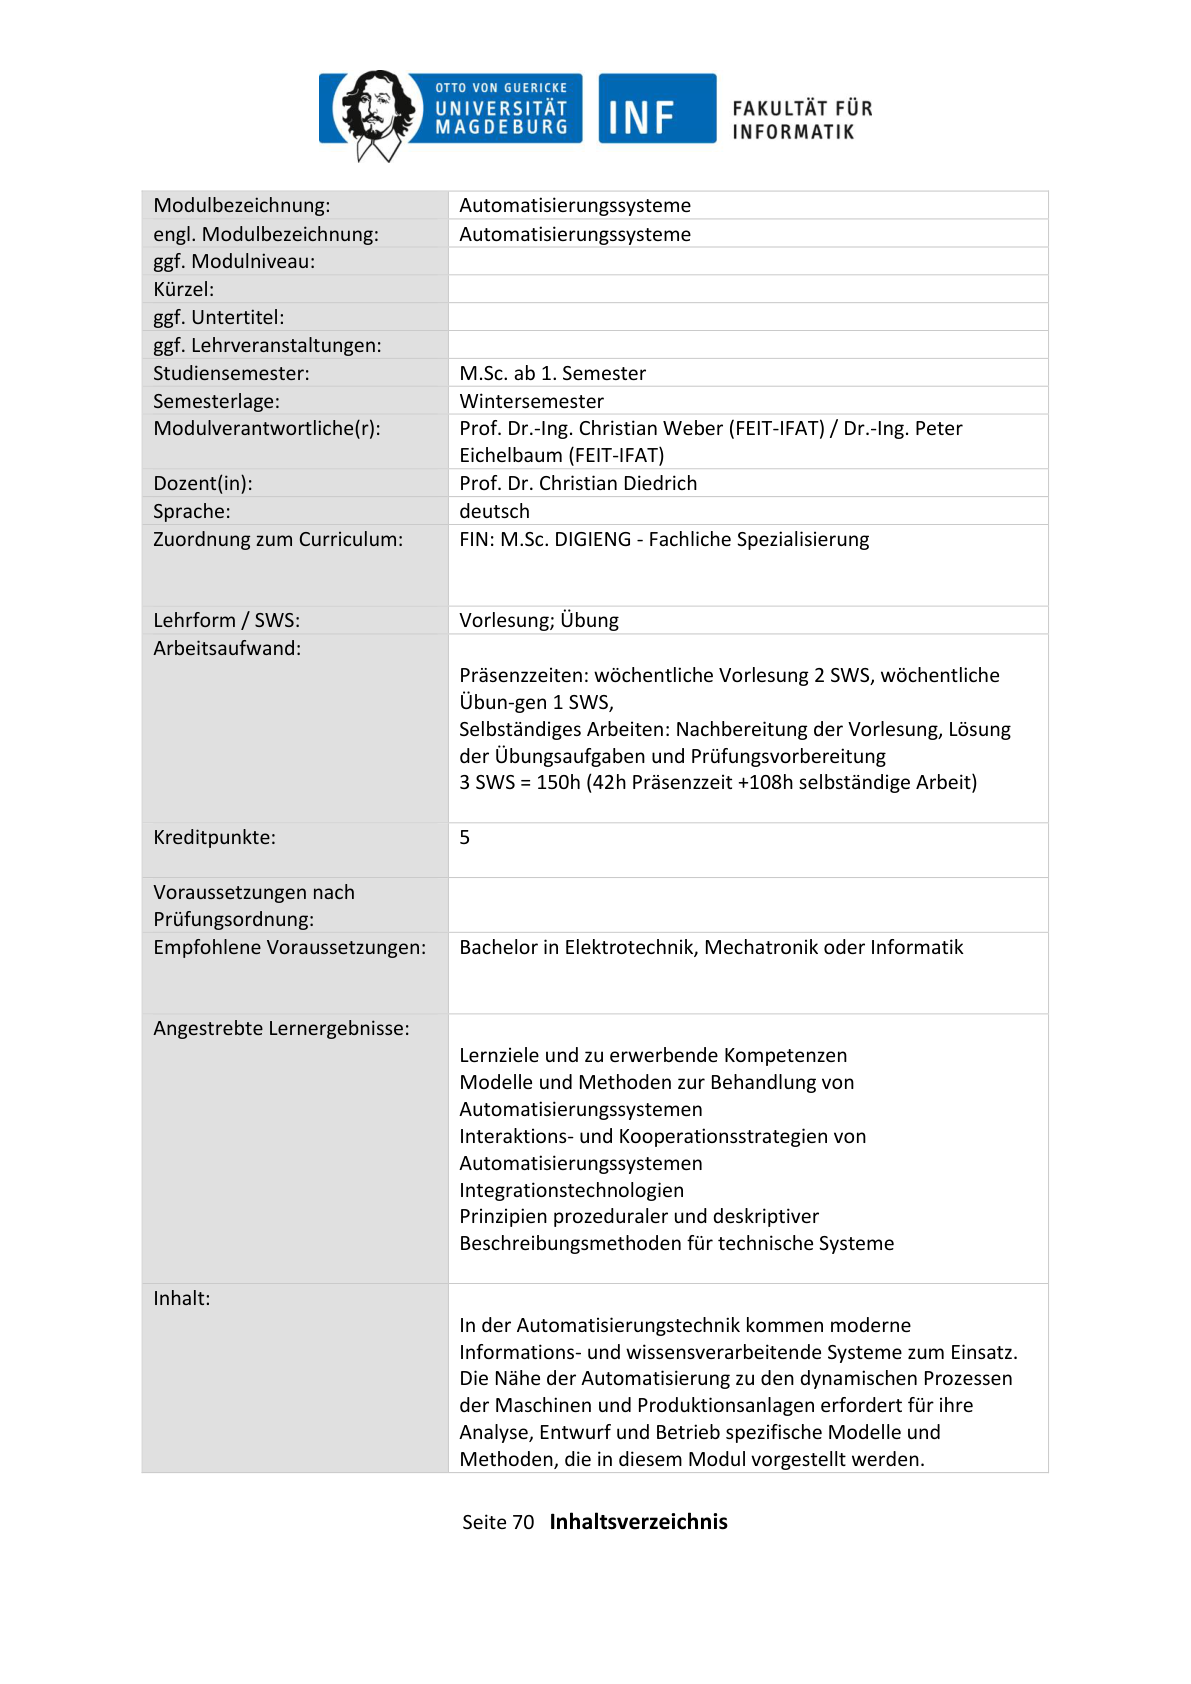 OTTO VON GUERICKE
UNIVERSITÄT
MAGDEBURG
INF
FAKULTÄT FÜR
INFORMATIK
Modulbezeichnung: Automatisierungssysteme
engl. Modulbezeichnung: Automatisierungssysteme
ggf. Modulniveau:
Kürzel:
ggf. Untertitel:
ggf. Lehrveranstaltungen:
Studiensemester: M.Sc. ab 1. Semester
Semesterlage: Wintersemester
Modulverantwortliche(r): Prof. Dr.-Ing. Christian Weber (FEIT-IFAT) / Dr.-Ing. Peter
Eichelbaum (FEIT-IFAT)
Dozent(in): Prof. Dr. Christian Diedrich
Sprache: deutsch
Zuordnung zum Curriculum: FIN: M.Sc. DIGIENG - Fachliche Spezialisierung
Lehrform / SWS: Vorlesung; Übung
Arbeitsaufwand:
Präsenzzeiten: wöchentliche Vorlesung 2 SWS, wöchentliche
Übun-gen 1 SWS,
Selbständiges Arbeiten: Nachbereitung der Vorlesung, Lösung
der Übungsaufgaben und Prüfungsvorbereitung
3 SWS = 150h (42h Präsenzzeit +108h selbständige Arbeit)
Kreditpunkte: 5
Voraussetzungen nach
Prüfungsordnung:
Empfohlene Voraussetzungen: Bachelor in Elektrotechnik, Mechatronik oder Informatik
Angestrebte Lernergebnisse:
Lernziele und zu erwerbende Kompetenzen
Modelle und Methoden zur Behandlung von
Automatisierungssystemen
Interaktions- und Kooperationsstrategien von
Automatisierungssystemen
Integrationstechnologien
Prinzipien prozeduraler und deskriptiver
Beschreibungsmethoden für technische Systeme
Inhalt:
In der Automatisierungstechnik kommen moderne
Informations- und wissensverarbeitende Systeme zum Einsatz.
Die Nähe der Automatisierung zu den dynamischen Prozessen
der Maschinen und Produktionsanlagen erfordert für ihre
Analyse, Entwurf und Betrieb spezifische Modelle und
Methoden, die in diesem Modul vorgestellt werden.
Seite 70 Inhaltsverzeichnis